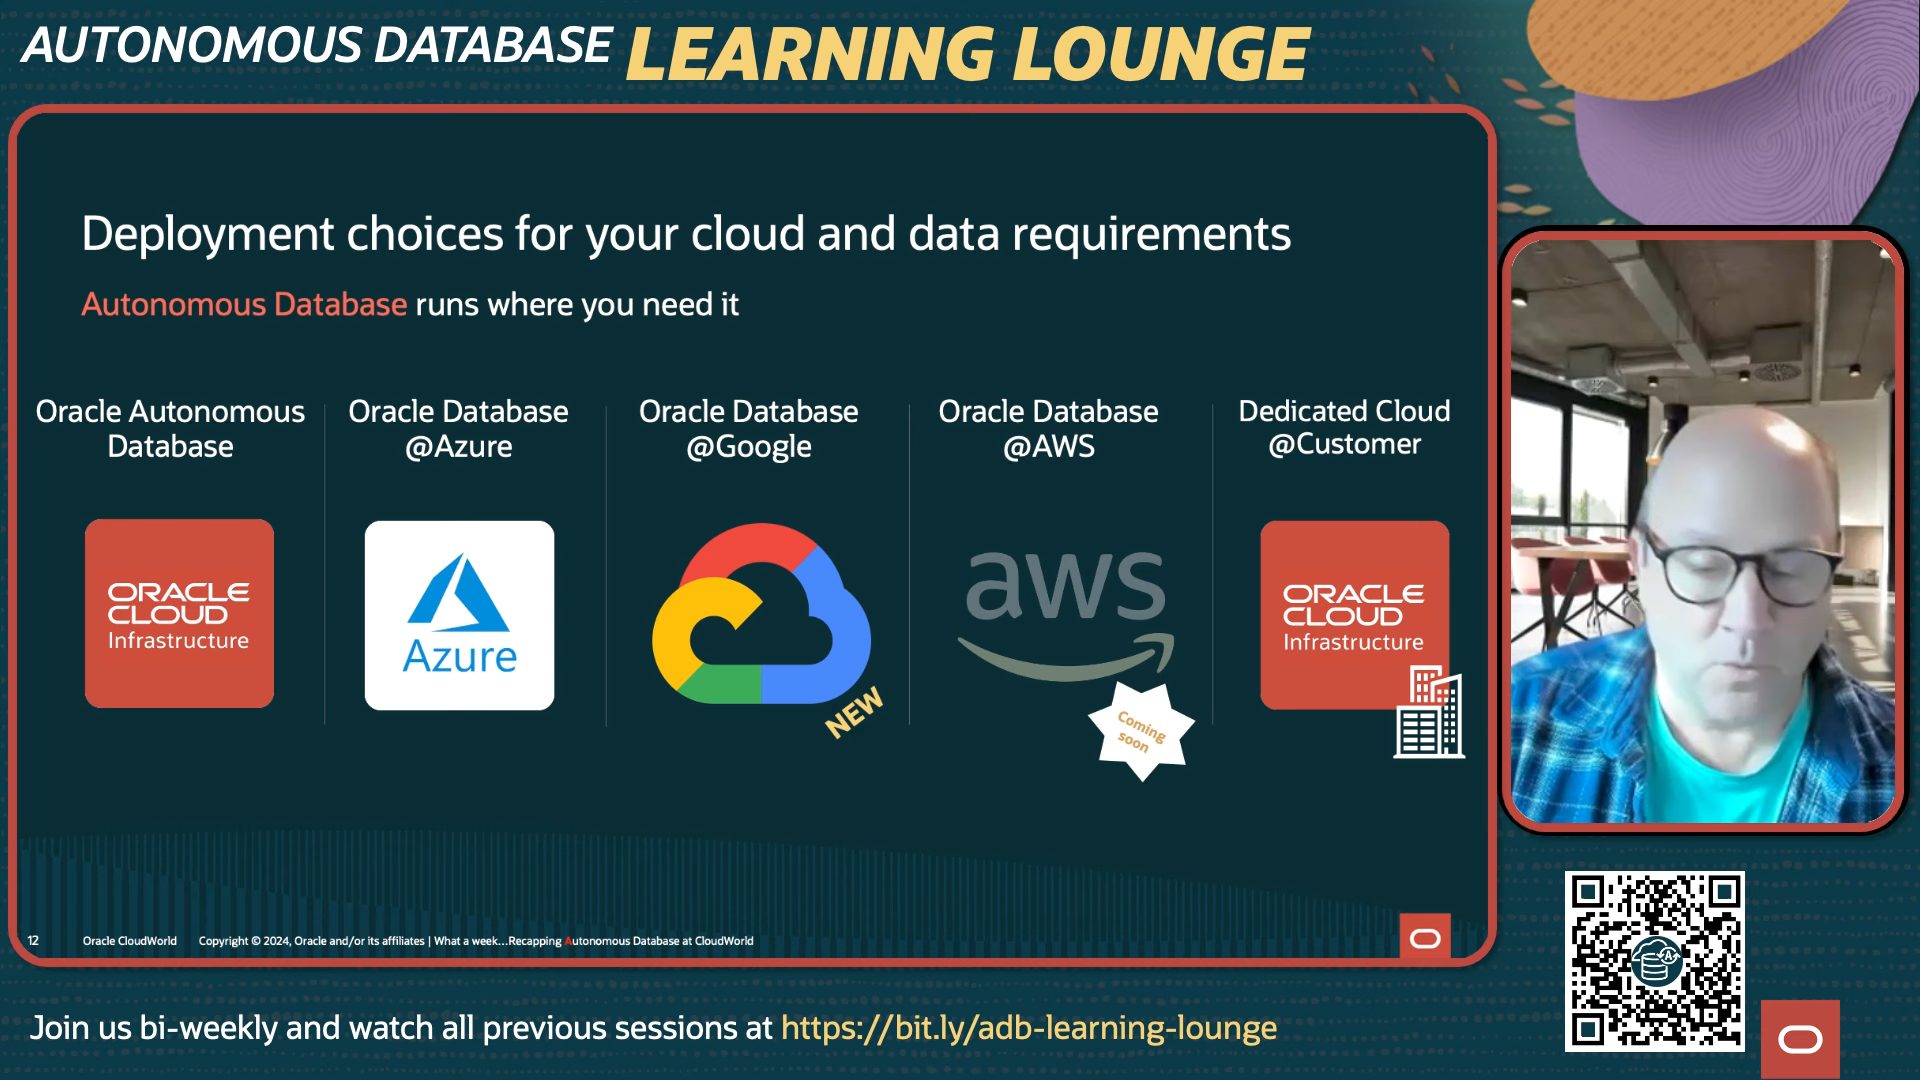 AUTONOMOUS DATABASE LEARNING LOUNGE
Deployment choices for your cloud and data requirements
Autonomous Database runs where you need it
Oracle Autonomous
Database
Oracle Database
@Azure
Oracle Database
@Google
Oracle Database
@AWS
Dedicated Cloud
@Customer
ORACLE
CLOUD
Infrastructure
Azure
NEW
aws
Coming
soon
ORACLE
CLOUD
Infrastructure
12 Oracle CloudWorld Copyright © 2024, Oracle and/or its affiliates | What a week...Recapping Autonomous Database at CloudWorld
Join us bi-weekly and watch all previous sessions at https://bit.ly/adb-learning-lounge
A